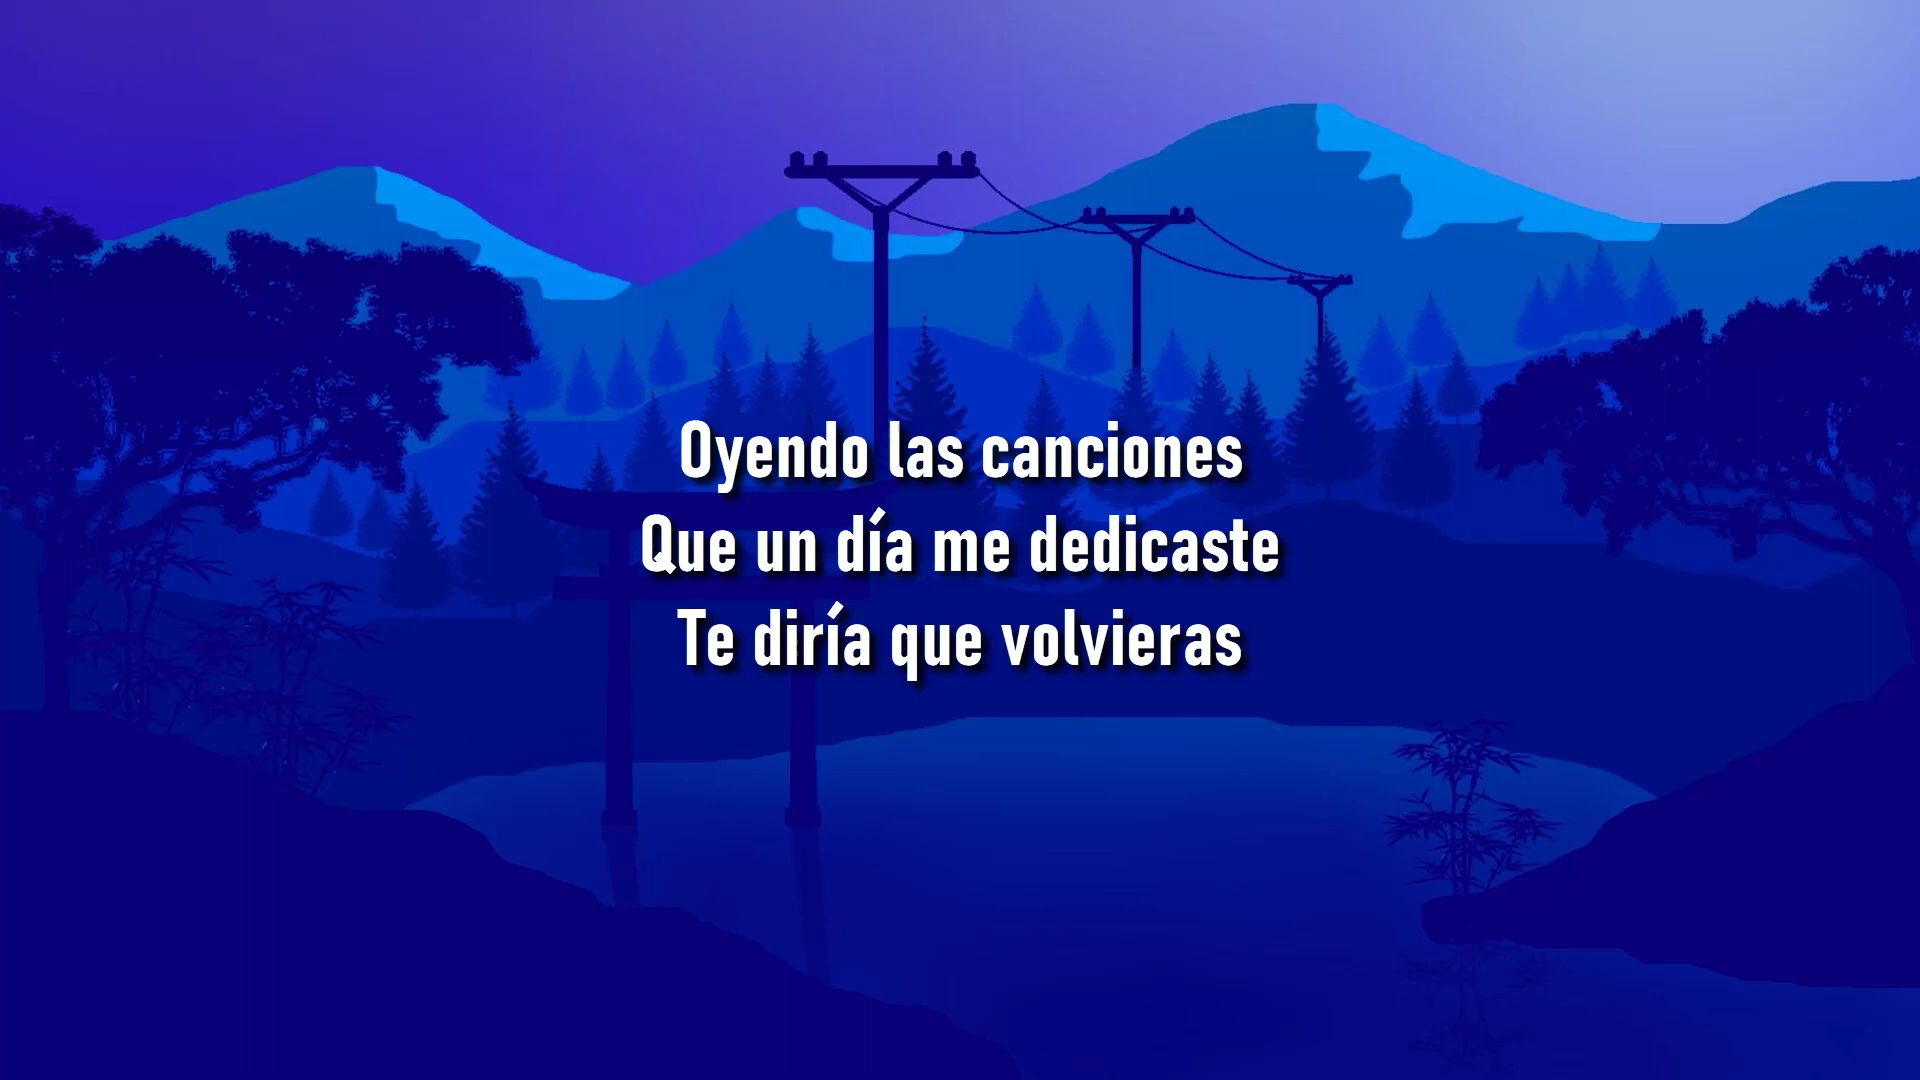 Oyendo las canciones
Que un día me dedicaste
Te diría que volvieras